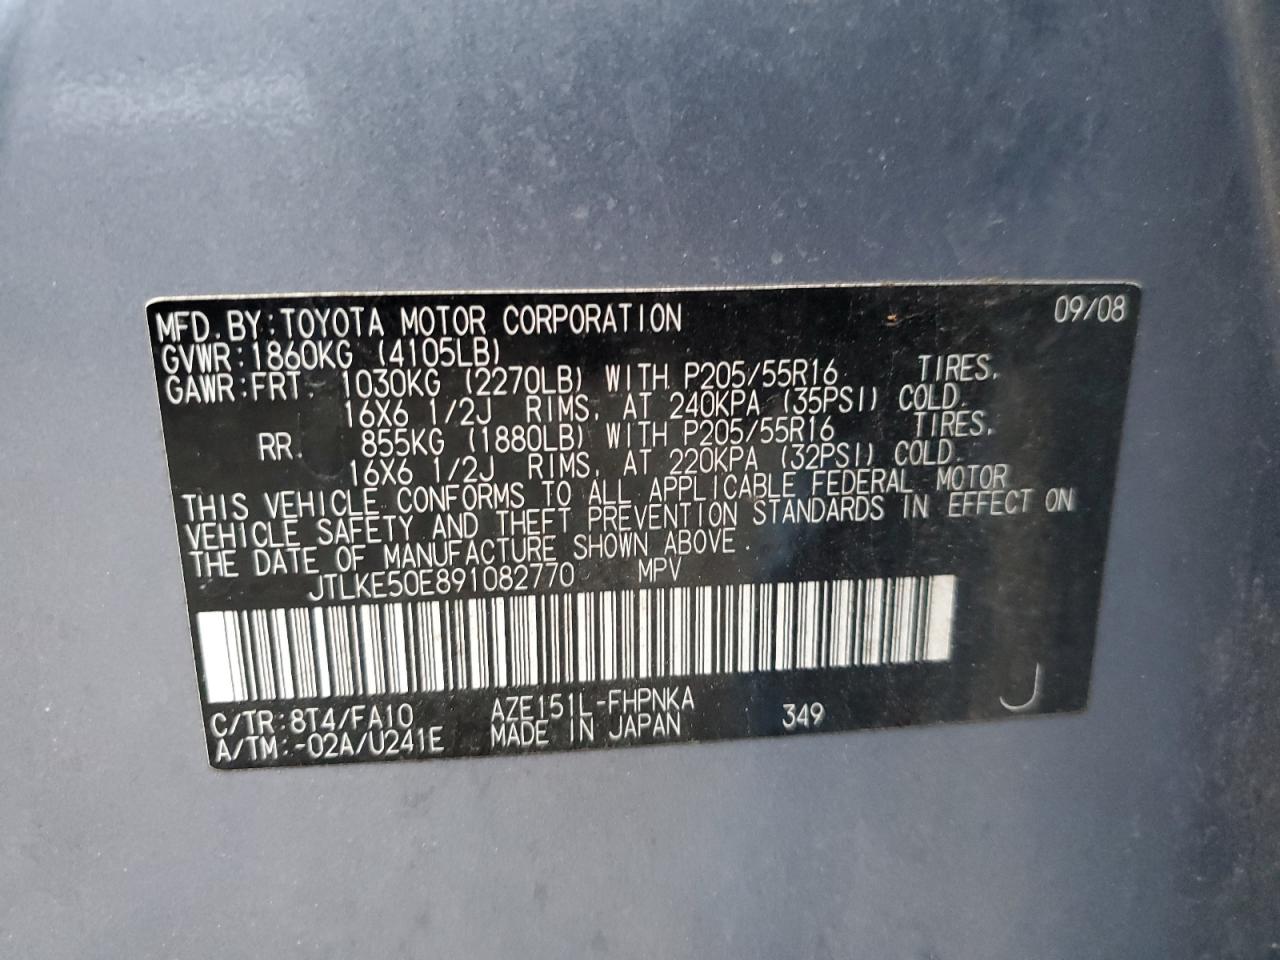 MFD. BY: TOYOTA MOTOR CORPORATION 09/08
GVWR: 1860KG (4105LB)
GAWR: FRT. 1030KG (2270LB) WITH P205/55R16 TIRES,
16X6 1/2J RIMS, AT 240KPA (35PSI) COLD.
RR. 855KG (1880LB) WITH P205/55R16 TIRES,
16X6 1/2J RIMS, AT 220KPA (32PSI) COLD.
THIS VEHICLE CONFORMS TO ALL APPLICABLE FEDERAL MOTOR
VEHICLE SAFETY AND THEFT PREVENTION STANDARDS IN EFFECT ON
THE DATE OF MANUFACTURE SHOWN ABOVE.
JTLKE50E891082770 MPV
C/TR: 8T4/FA10 AZE151L-FHPNKA 349 J
A/TM: -02A/U241E MADE IN JAPAN